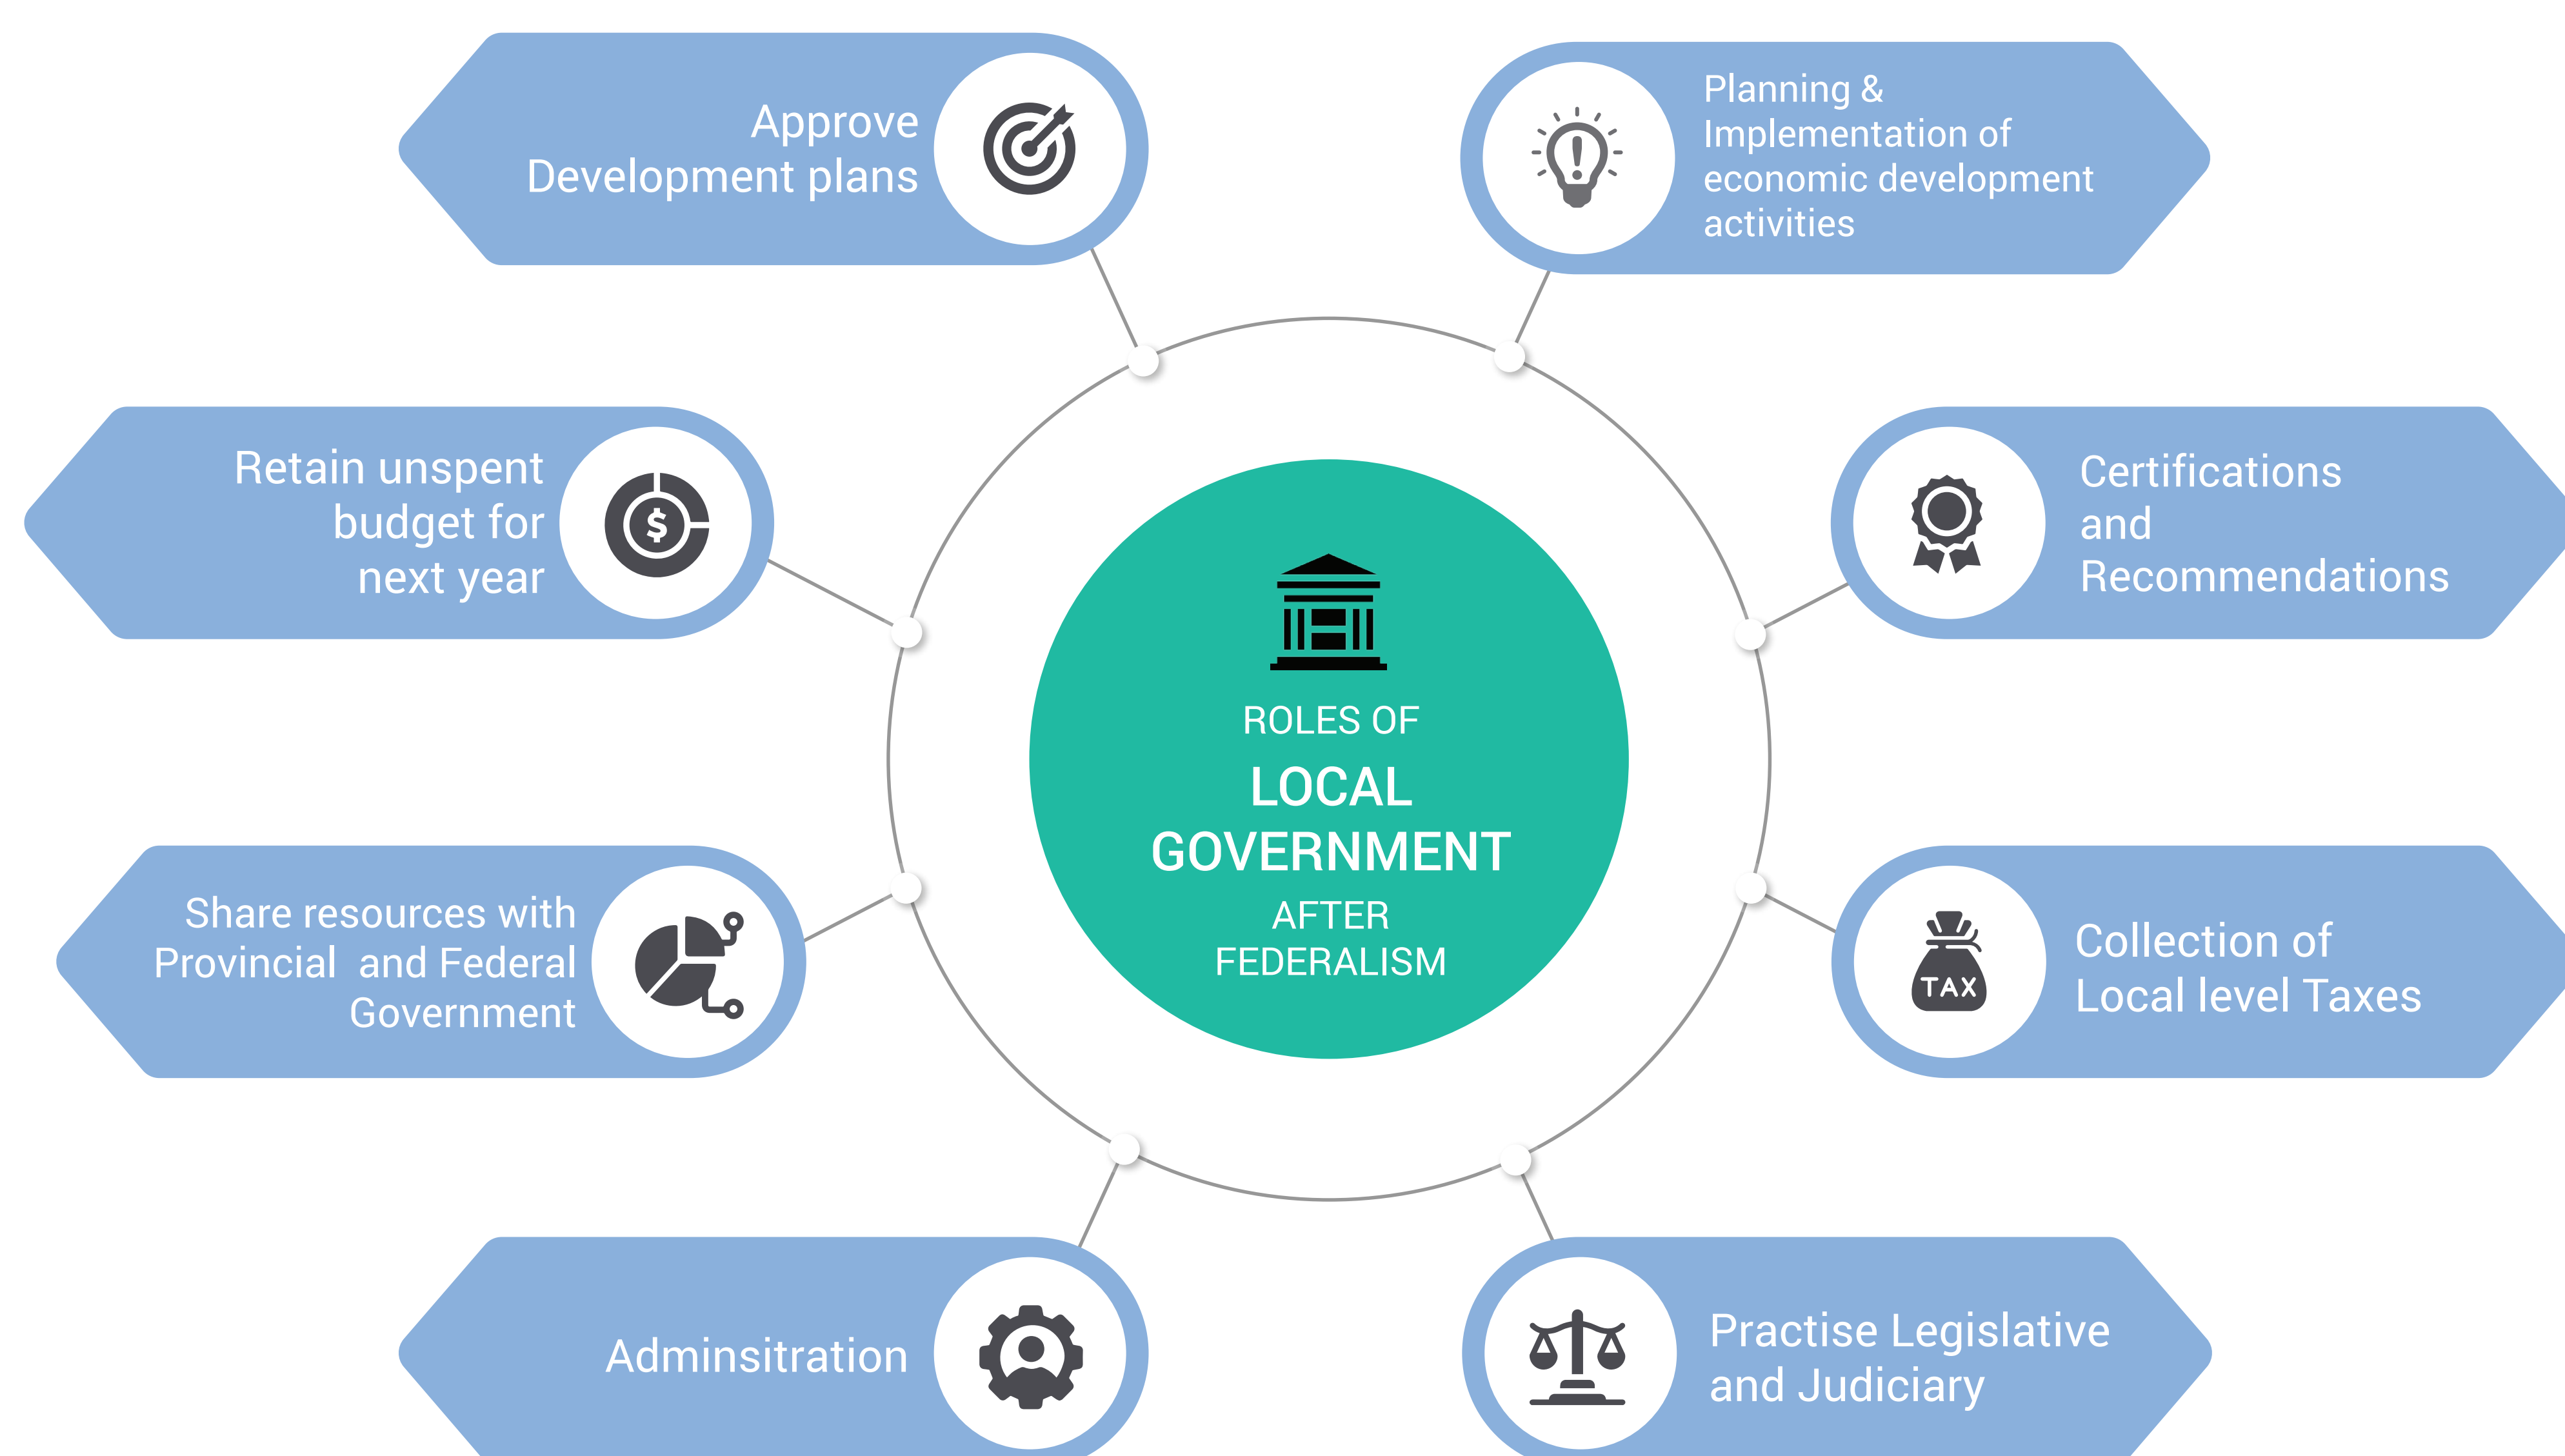 Approve
Development plans
Planning &
Implementation of
economic development
activities
Retain unspent
budget for
next year
Certifications
and
Recommendations
ROLES OF
LOCAL
GOVERNMENT
AFTER
FEDERALISM
Share resources with
Provincial and Federal
Government
TAX
Collection of
Local level Taxes
Adminsitration
Practise Legislative
and Judiciary